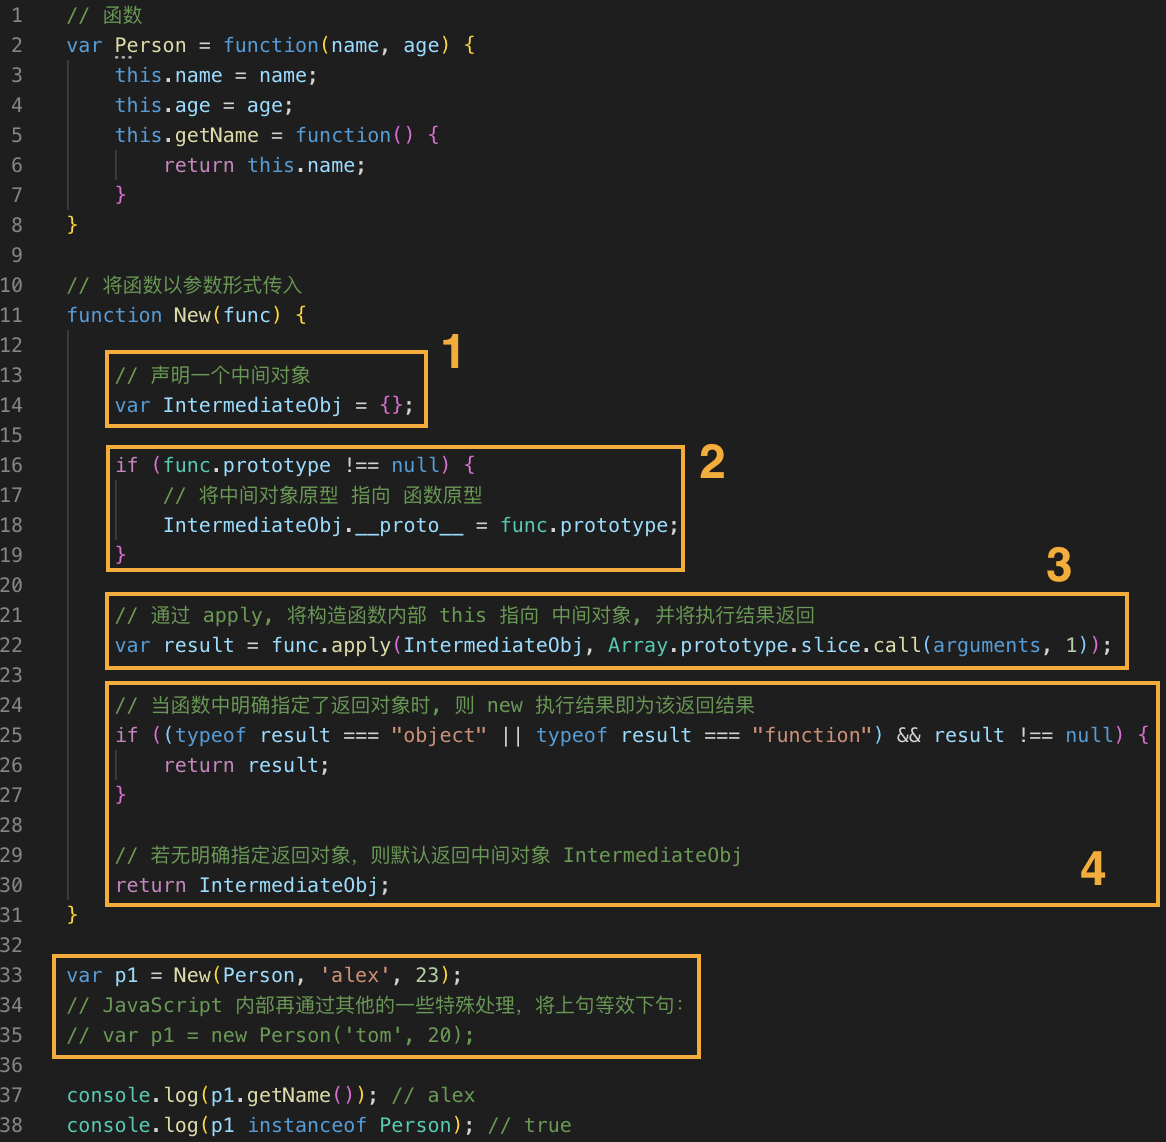 1 // 函数
2 var Person = function(name, age) {
3 this.name = name;
4 this.age = age;
5 this.getName = function() {
6 return this.name;
7 }
8 }
9
10 // 将函数以参数形式传入
11 function New(func) {
12
13 // 声明一个中间对象
1
14 var IntermediateObj = {};
15
16 if (func.prototype !== null) {
2
17 // 将中间对象原型 指向 函数原型
18 IntermediateObj.__proto__ = func.prototype;
19 }
20
3
21 // 通过 apply, 将构造函数内部 this 指向 中间对象, 并将执行结果返回
22 var result = func.apply(IntermediateObj, Array.prototype.slice.call(arguments, 1));
23
24 // 当函数中明确指定了返回对象时, 则 new 执行结果即为该返回结果
25 if ((typeof result === "object" || typeof result === "function") && result !== null) {
26 return result;
27 }
28
29 // 若无明确指定返回对象，则默认返回中间对象 IntermediateObj
4
30 return IntermediateObj;
31 }
32
33 var p1 = New(Person, 'alex', 23);
34 // JavaScript 内部再通过其他的一些特殊处理，将上句等效下句：
35 // var p1 = new Person('tom', 20);
36
37 console.log(p1.getName()); // alex
38 console.log(p1 instanceof Person); // true